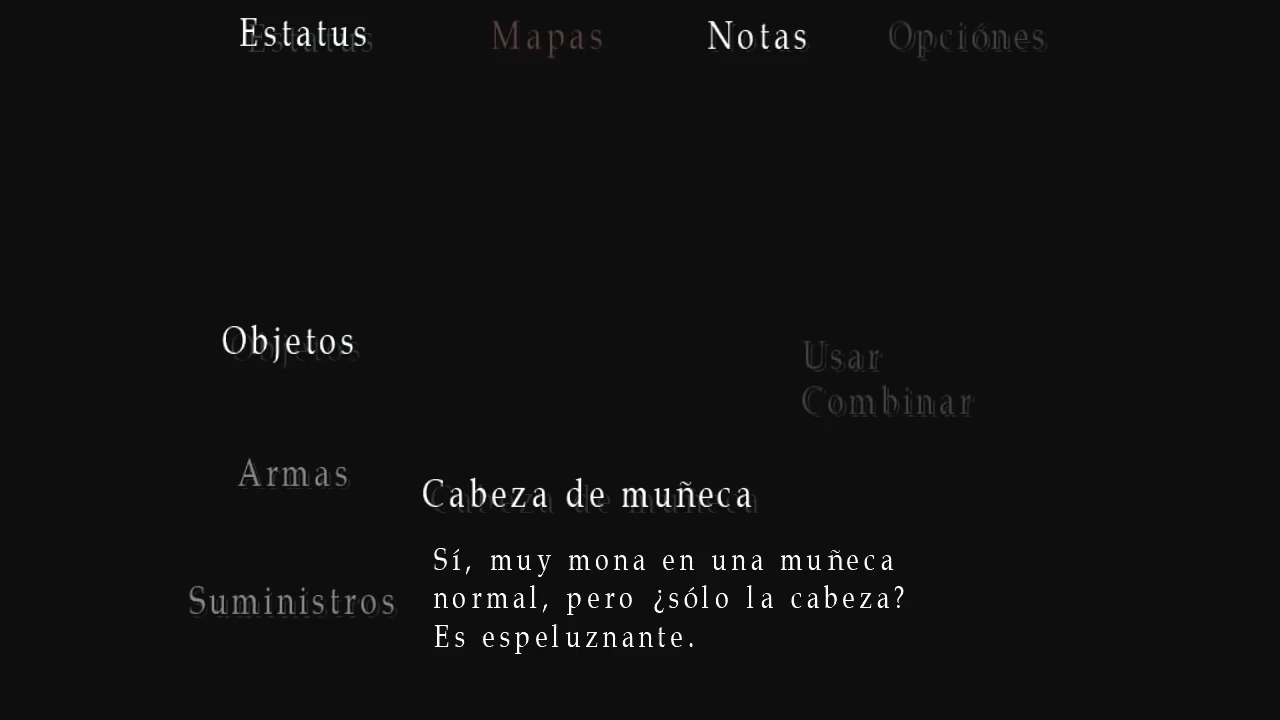 Estatus Mapas Notas Opciónes
Objetos
Usar
Combinar
Armas
Cabeza de muñeca
Sí, muy mona en una muñeca
normal, pero ¿sólo la cabeza?
Es espeluznante.
Suministros